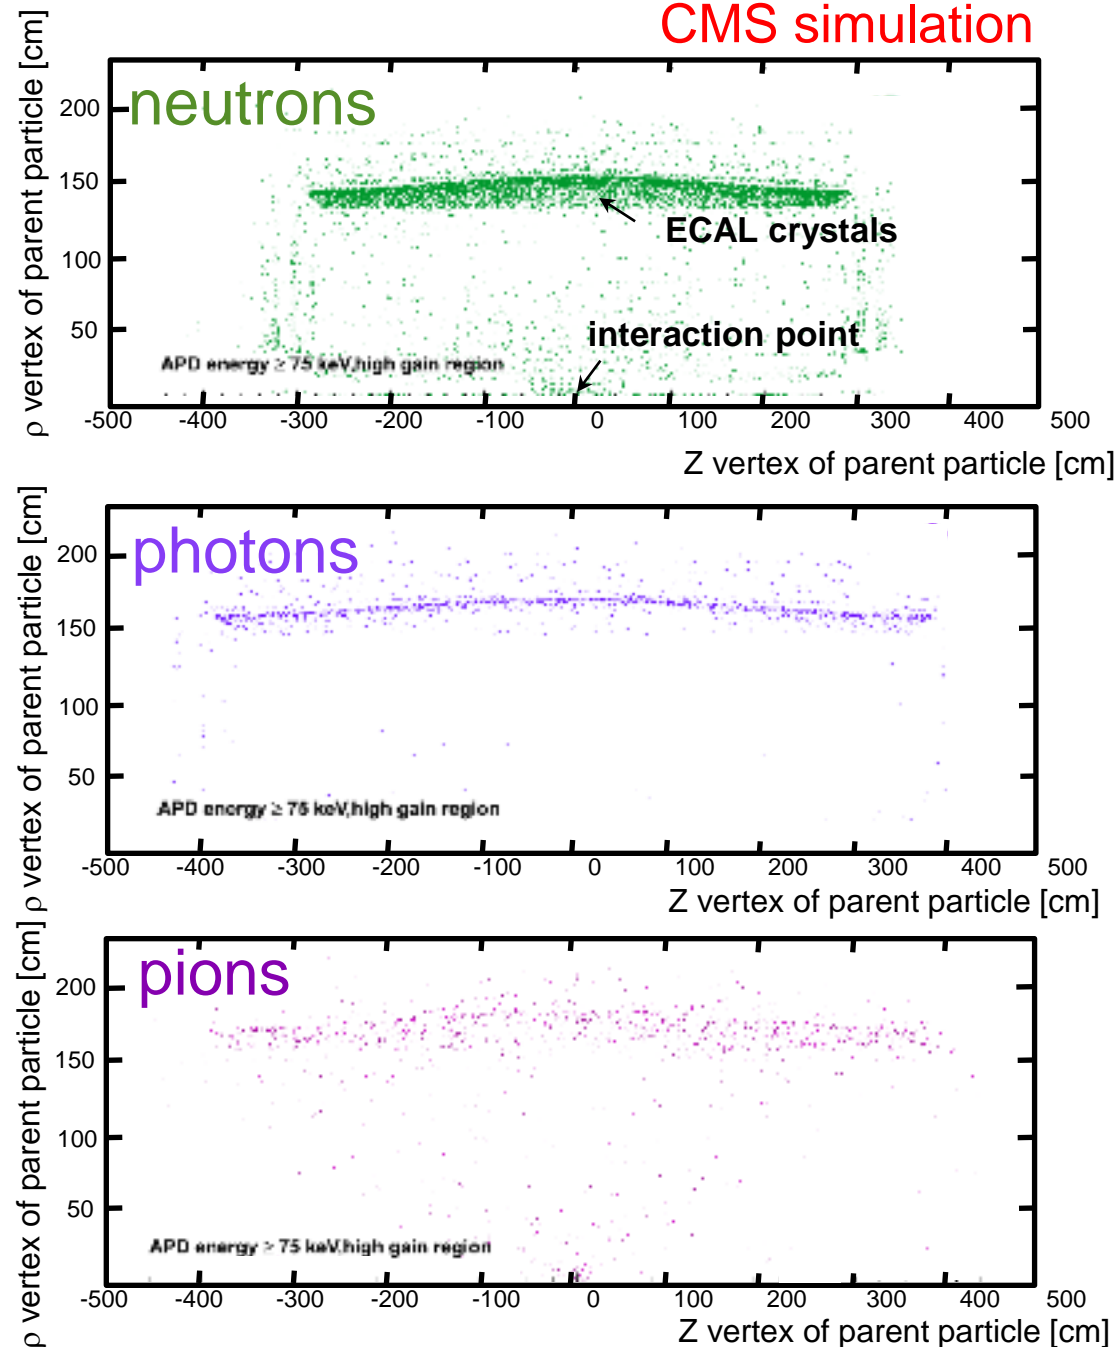 CMS simulation
ρ vertex of parent particle [cm]
neutrons
200
150
100
50
ECAL crystals
interaction point
APD energy ≥ 75 keV,high gain region
-500 -400 -300 -200 -100 0 100 200 300 500
Z vertex of parent particle [cm]
ρ vertex of parent particle [cm]
photons
200
150
100
50
APD energy ≥ 75 keV,high gain region
-500 -400 -300 -200 -100 0 100 200 300 500
Z vertex of parent particle [cm]
ρ vertex of parent particle [cm]
pions
200
150
100
50
APD energy ≥ 75 keV,high gain region
-500 -400 -300 -200 -100 0 100 200 300 500
Z vertex of parent particle [cm]